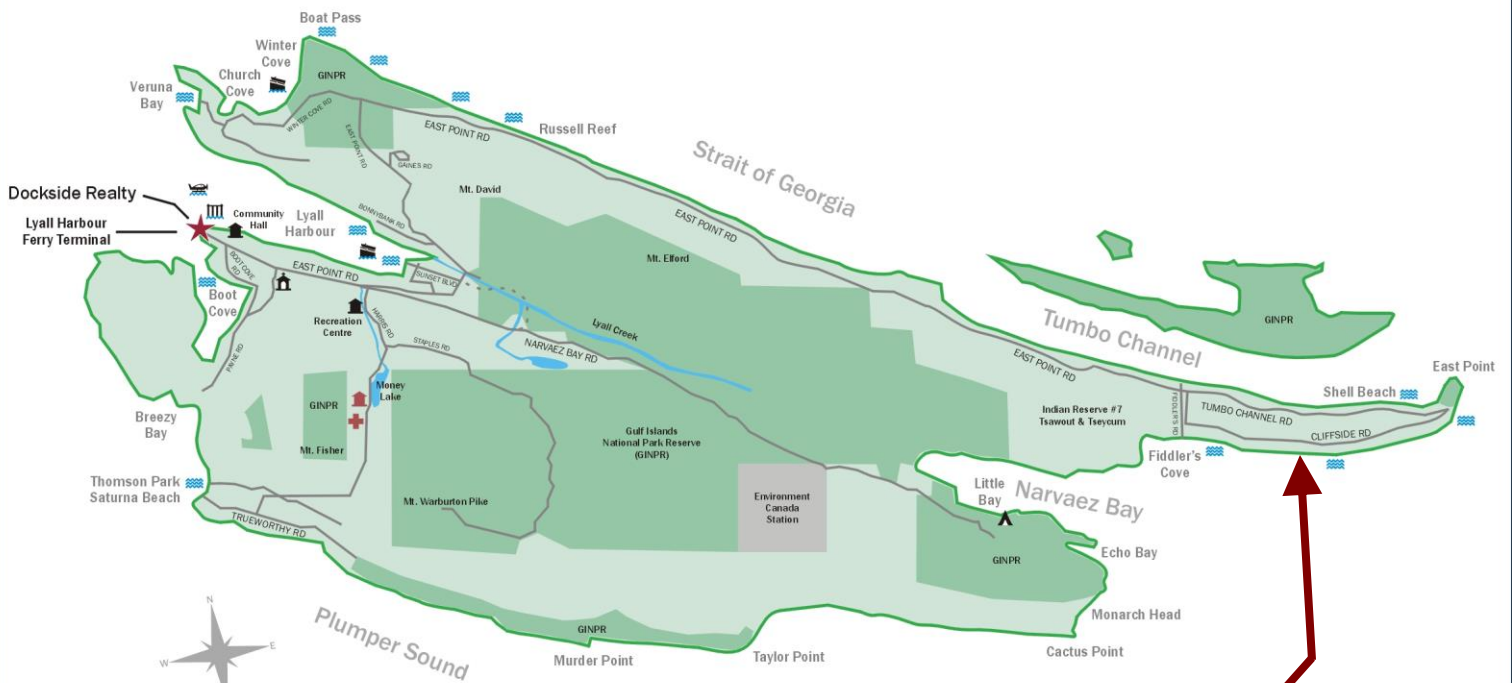 Boat Pass
Winter
Cove
GINPR
Church
Cove
Veruna
Bay
WINTER COVE RD
EAST POINT RD
EAST POINT RD
Russell Reef
Strait of Georgia
GAINES RD
Mt. David
Dockside Realty
Lyall Harbour
Ferry Terminal
Community
Hall
Lyall
Harbour
BONNYBANK RD
EAST POINT RD
Mt. Elford
BOOT COVE
RD
EAST POINT RD
SUNSET BLVD
Boot
Cove
Recreation
Centre
HARRIS RD
Lyall Creek
GINPR
Tumbo Channel
PAYNE RD
STAPLES RD
NARVAEZ BAY RD
EAST POINT RD
East Point
Money
Lake
Shell Beach
Breezy
Bay
GINPR
Indian Reserve #7
Tsawout & Tseycum
FIDDLER'S RD
TUMBO CHANNEL RD
CLIFFSIDE RD
Gulf Islands
National Park Reserve
(GINPR)
Mt. Fisher
Fiddler's
Cove
Thomson Park
Saturna Beach
Mt. Warburton Pike
Environment
Canada
Station
Little
Bay
Narvaez Bay
TRUEWORTHY RD
Echo Bay
GINPR
N
Monarch Head
Plumper Sound
GINPR
W
E
Murder Point
Taylor Point
Cactus Point